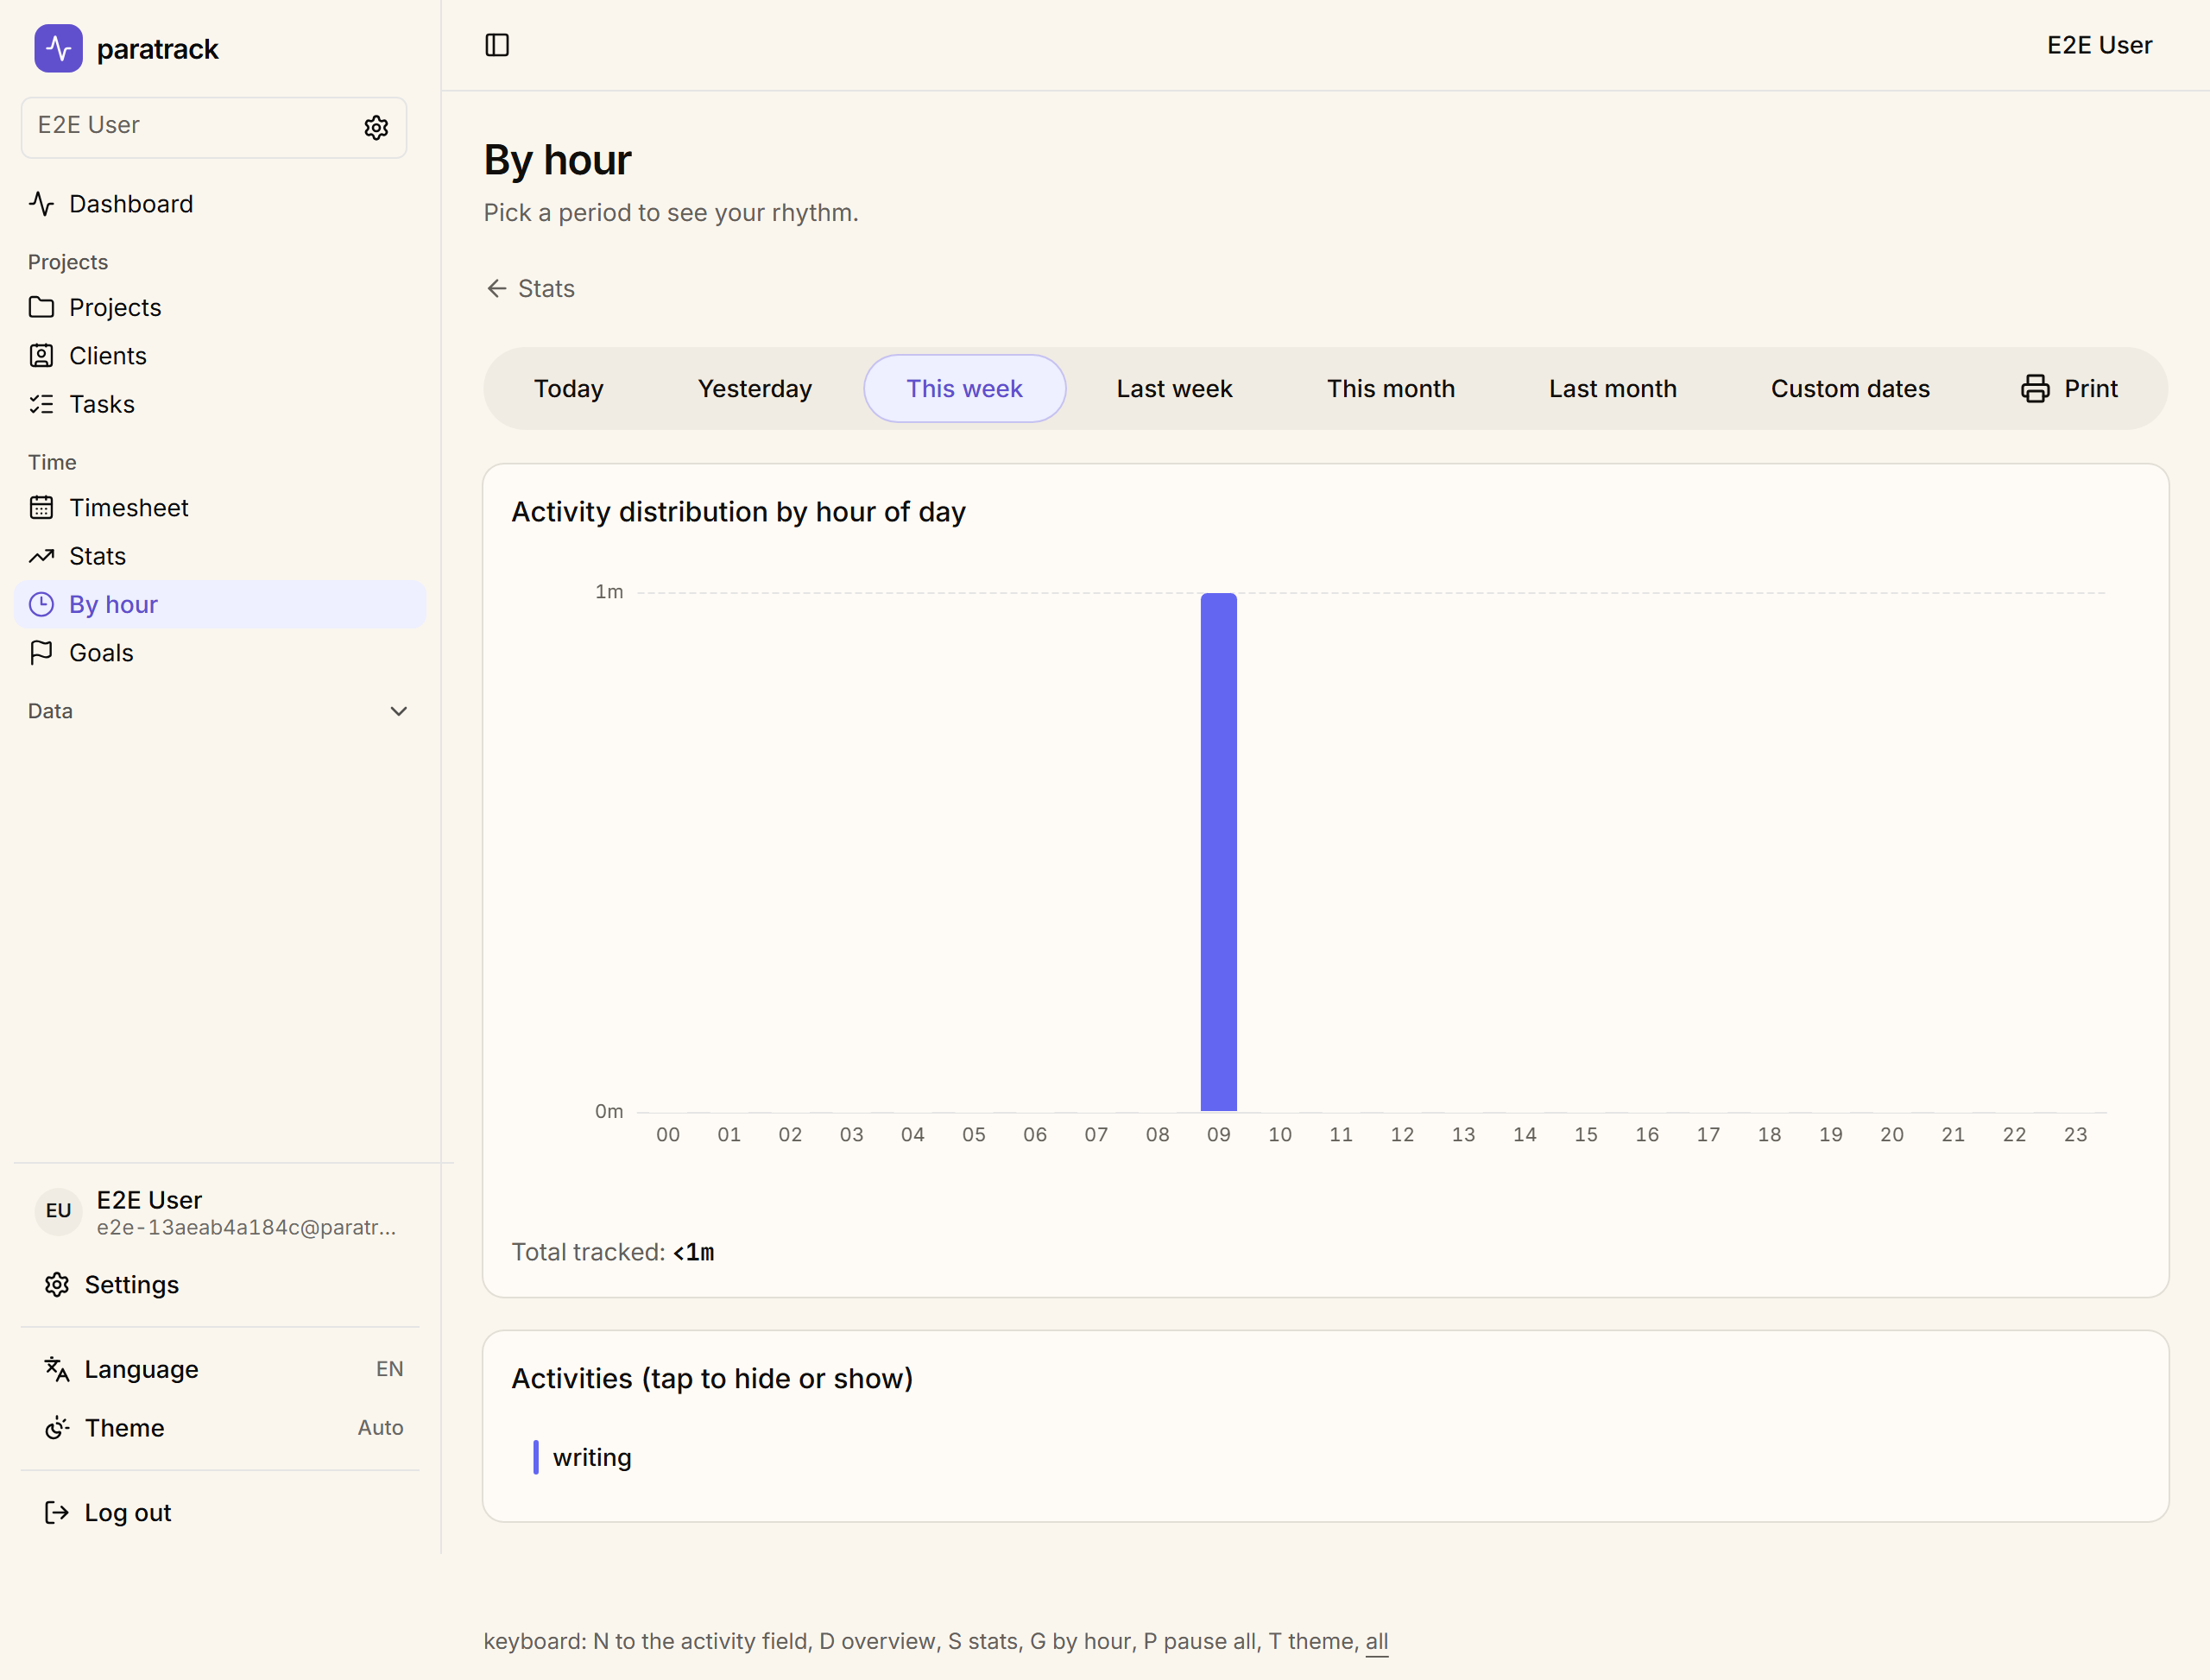 paratrack
E2E User
Dashboard
Projects
Projects
Clients
Tasks
Time
Timesheet
Stats
By hour
Goals
Data
EU
E2E User
e2e-13aeab4a184c@paratr...
Settings
Language EN
Theme Auto
Log out
E2E User
By hour
Pick a period to see your rhythm.
Stats
Today Yesterday This week Last week This month Last month Custom dates Print
Activity distribution by hour of day
1m
0m
00 01 02 03 04 05 06 07 08 09 10 11 12 13 14 15 16 17 18 19 20 21 22 23
Total tracked: <1m
Activities (tap to hide or show)
writing
keyboard: N to the activity field, D overview, S stats, G by hour, P pause all, T theme, all